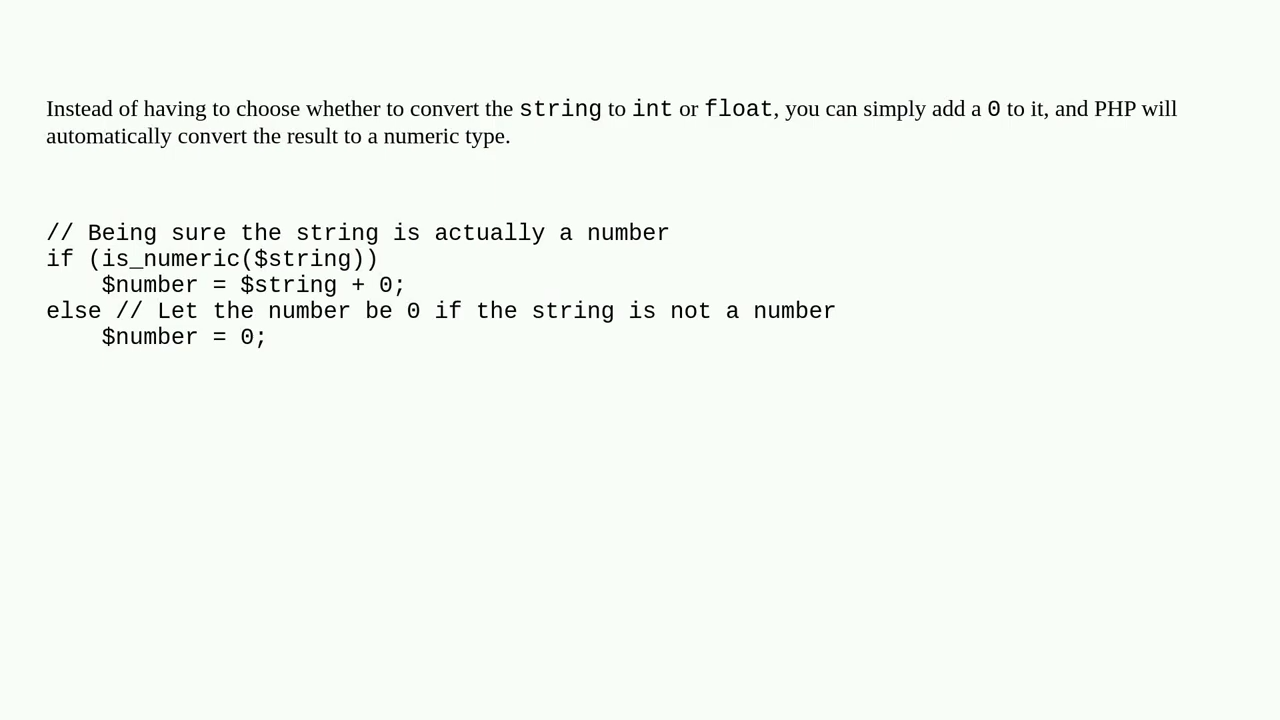 Instead of having to choose whether to convert the string to int or float, you can simply add a 0 to it, and PHP will
automatically convert the result to a numeric type.
// Being sure the string is actually a number
if (is_numeric($string))
    $number = $string + 0;
else // Let the number be 0 if the string is not a number
    $number = 0;